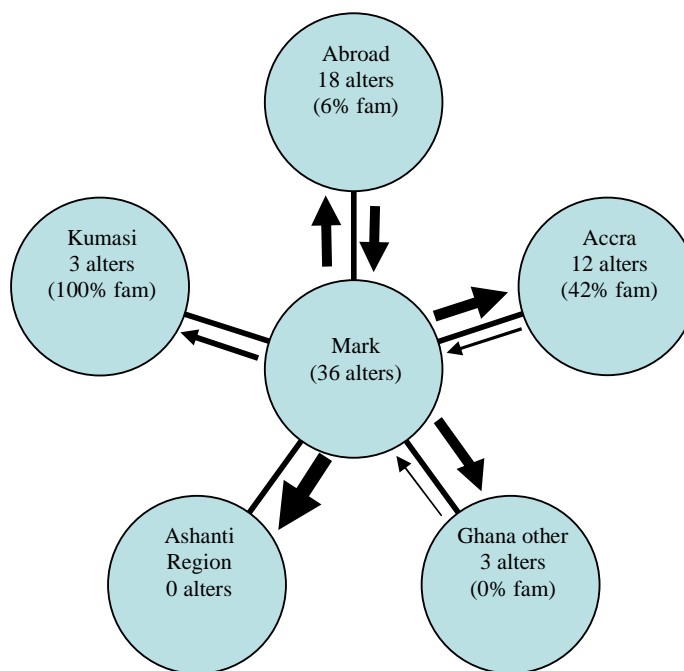 Abroad
18 alters
(6% fam)
Kumasi
3 alters
(100% fam)
Accra
12 alters
(42% fam)
Mark
(36 alters)
Ashanti
Region
0 alters
Ghana other
3 alters
(0% fam)